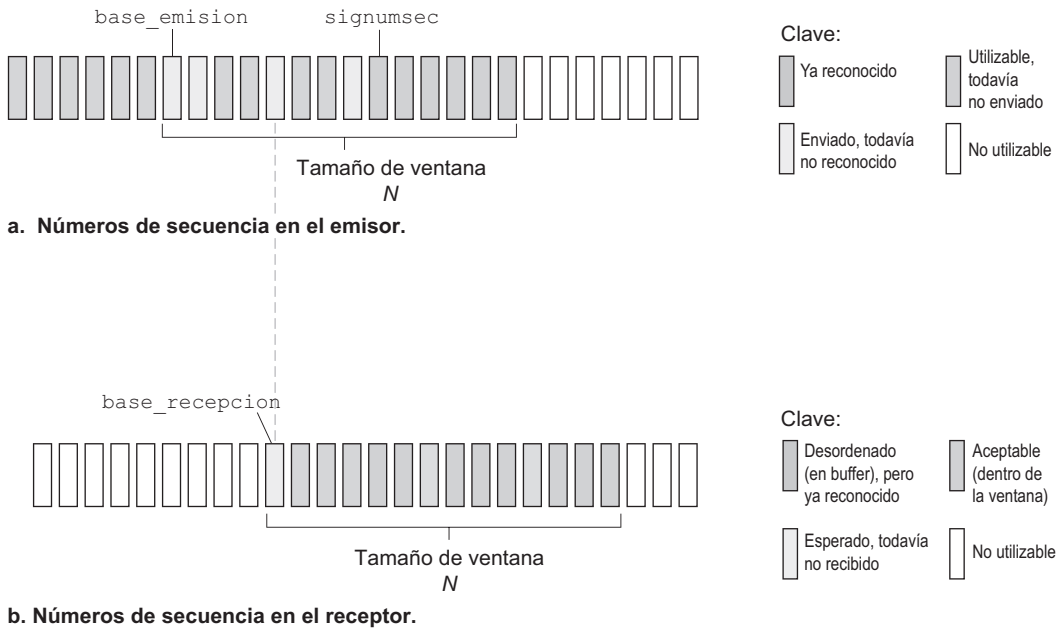 base_emision
signumsec
Tamaño de ventana
N
a. Números de secuencia en el emisor.
Clave:
Ya reconocido
Utilizable,
todavía
no enviado
Enviado, todavía
no reconocido
No utilizable
base_recepcion
Tamaño de ventana
N
b. Números de secuencia en el receptor.
Clave:
Desordenado
(en buffer), pero
ya reconocido
Aceptable
(dentro de
la ventana)
Esperado, todavía
no recibido
No utilizable